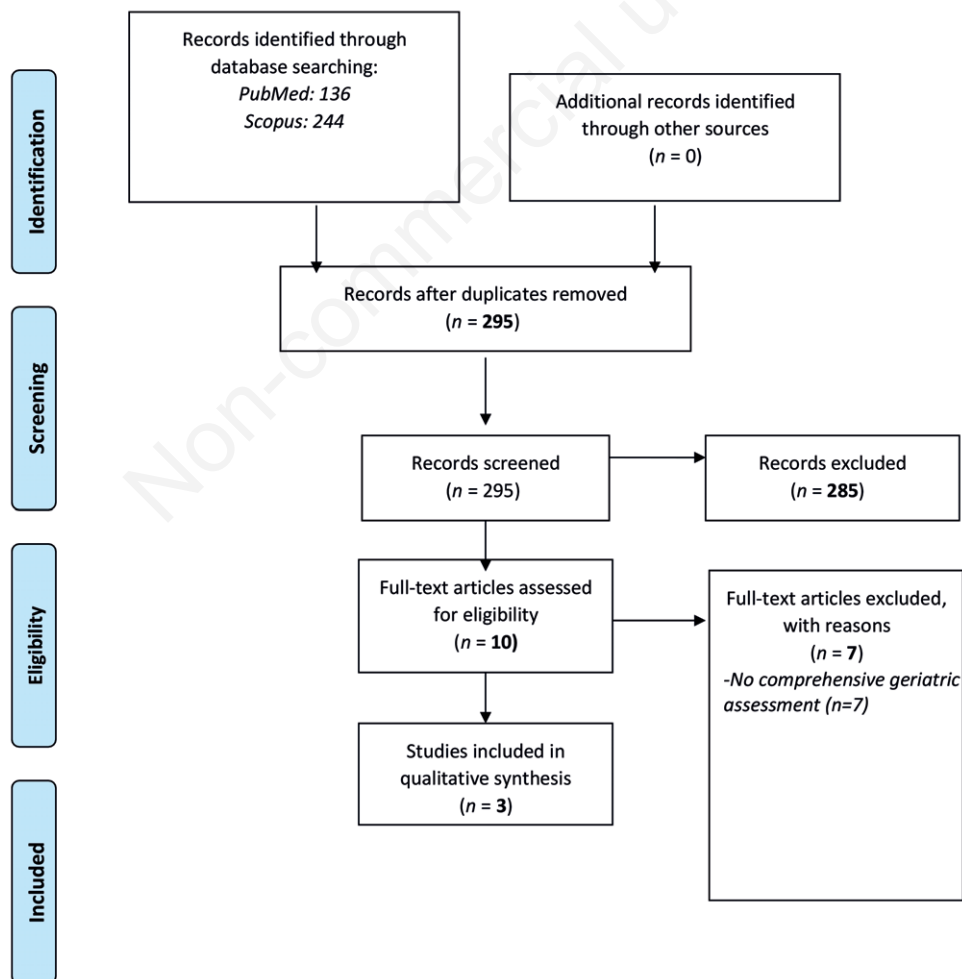 Records identified through
database searching:
PubMed: 136
Scopus: 244
Additional records identified
through other sources
(n = 0)
Identification
Records after duplicates removed
(n = 295)
Screening
Records screened
(n = 295)
Records excluded
(n = 285)
Full-text articles assessed
for eligibility
(n = 10)
Full-text articles excluded,
with reasons
(n = 7)
-No comprehensive geriatric
assessment (n=7)
Eligibility
Studies included in
qualitative synthesis
(n = 3)
Included
Non-commercial u